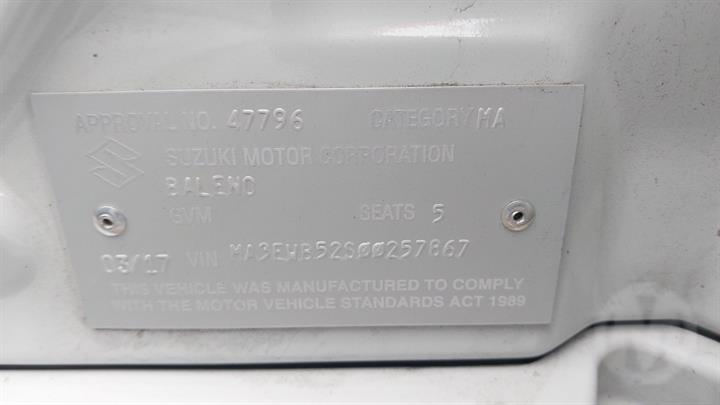 APPROVAL NO. 47796 CATEGORY MA
SUZUKI MOTOR CORPORATION
BALENO
GVM SEATS 5
03/17 VIN MA3EWB52S00257867
THIS VEHICLE WAS MANUFACTURED TO COMPLY
WITH THE MOTOR VEHICLE STANDARDS ACT 1989